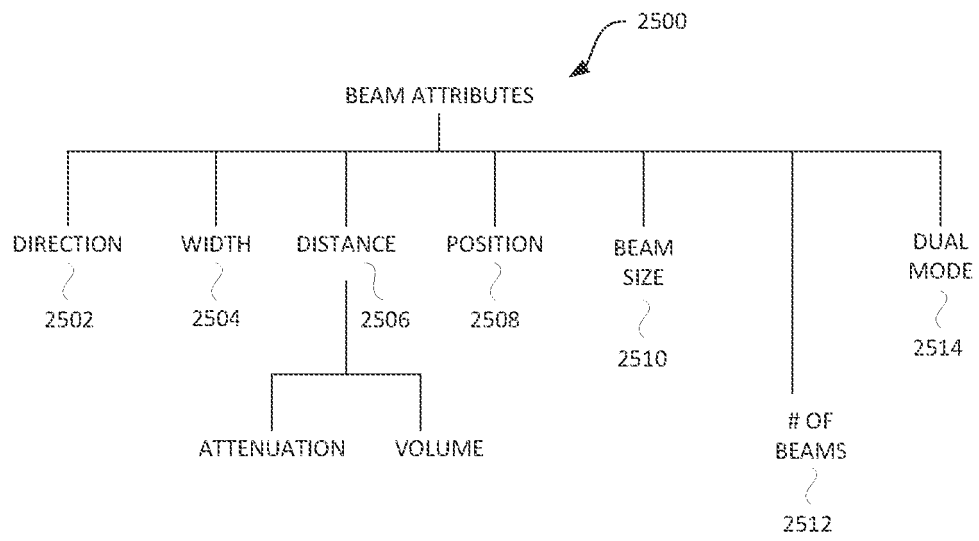 2500
BEAM ATTRIBUTES
DIRECTION
WIDTH
DISTANCE
POSITION
BEAM
SIZE
DUAL
MODE
2502
2504
2506
2508
2510
2514
ATTENUATION
VOLUME
# OF
BEAMS
2512